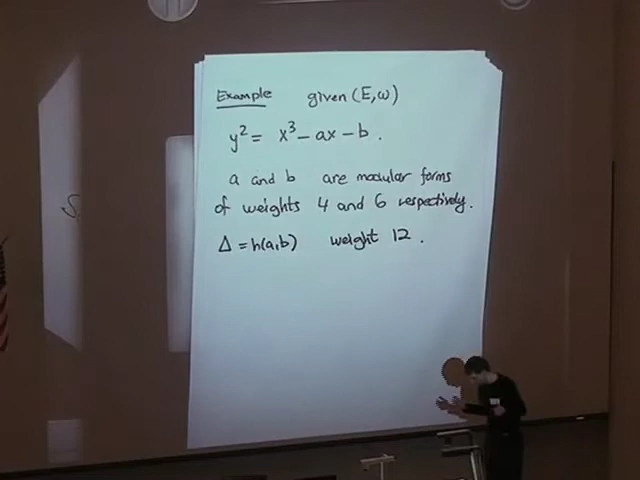 Example given (E,ω)
y² = x³ – ax – b .
a and b are modular forms
of weights 4 and 6 respectively.
Δ = h(a,b) weight 12 .